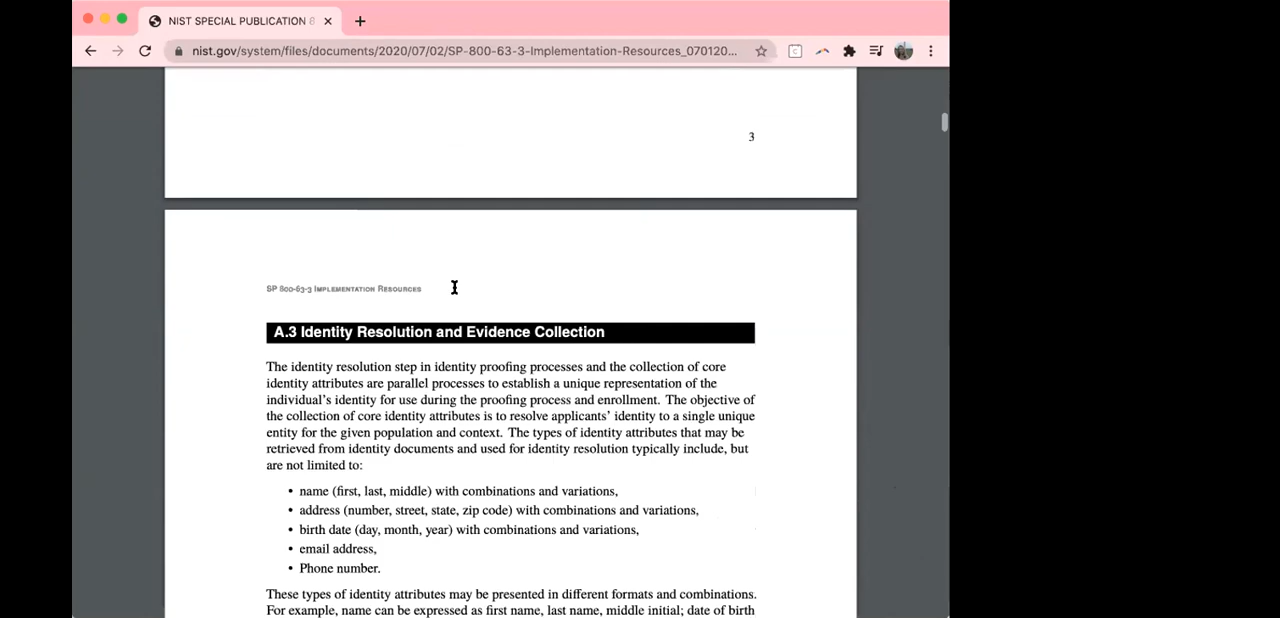 NIST SPECIAL PUBLICATION 8
nist.gov/system/files/documents/2020/07/02/SP-800-63-3-Implementation-Resources_070120...
3
SP 800-63-3 IMPLEMENTATION RESOURCES
A.3 Identity Resolution and Evidence Collection
The identity resolution step in identity proofing processes and the collection of core
identity attributes are parallel processes to establish a unique representation of the
individual's identity for use during the proofing process and enrollment. The objective of
the collection of core identity attributes is to resolve applicants' identity to a single unique
entity for the given population and context. The types of identity attributes that may be
retrieved from identity documents and used for identity resolution typically include, but
are not limited to:
• name (first, last, middle) with combinations and variations,
• address (number, street, state, zip code) with combinations and variations,
• birth date (day, month, year) with combinations and variations,
• email address,
• Phone number.
These types of identity attributes may be presented in different formats and combinations.
For example, name can be expressed as first name, last name, middle initial; date of birth